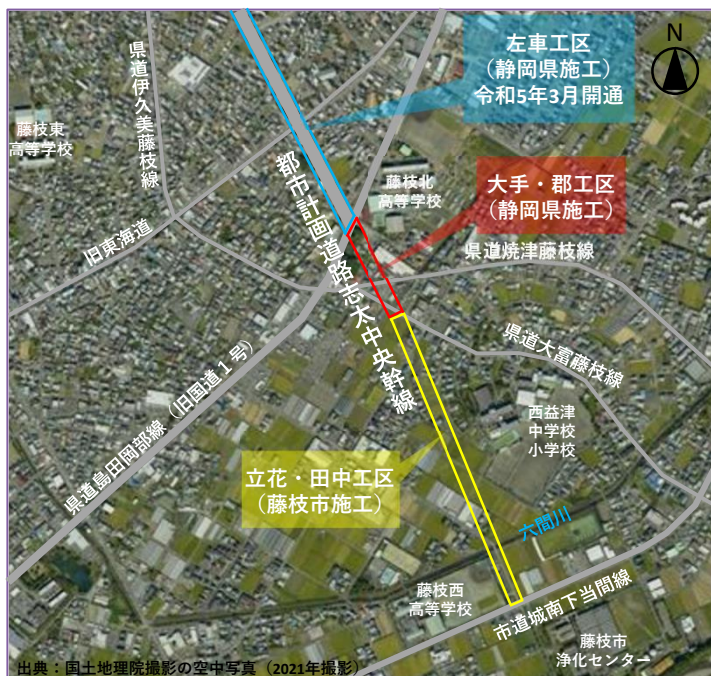 左車工区
（静岡県施工）
令和5年3月開通
N
県道伊久美藤枝線
藤枝東
高等学校
都市計画道路志太中央幹線
藤枝北
高等学校
大手・郡工区
（静岡県施工）
旧東海道
県道焼津藤枝線
県道大富藤枝線
県道島田岡部線（旧国道１号）
西益津
中学校
小学校
立花・田中工区
（藤枝市施工）
六間川
藤枝西
高等学校
市道城南下当間線
藤枝市
浄化センター
出典：国土地理院撮影の空中写真（2021年撮影）